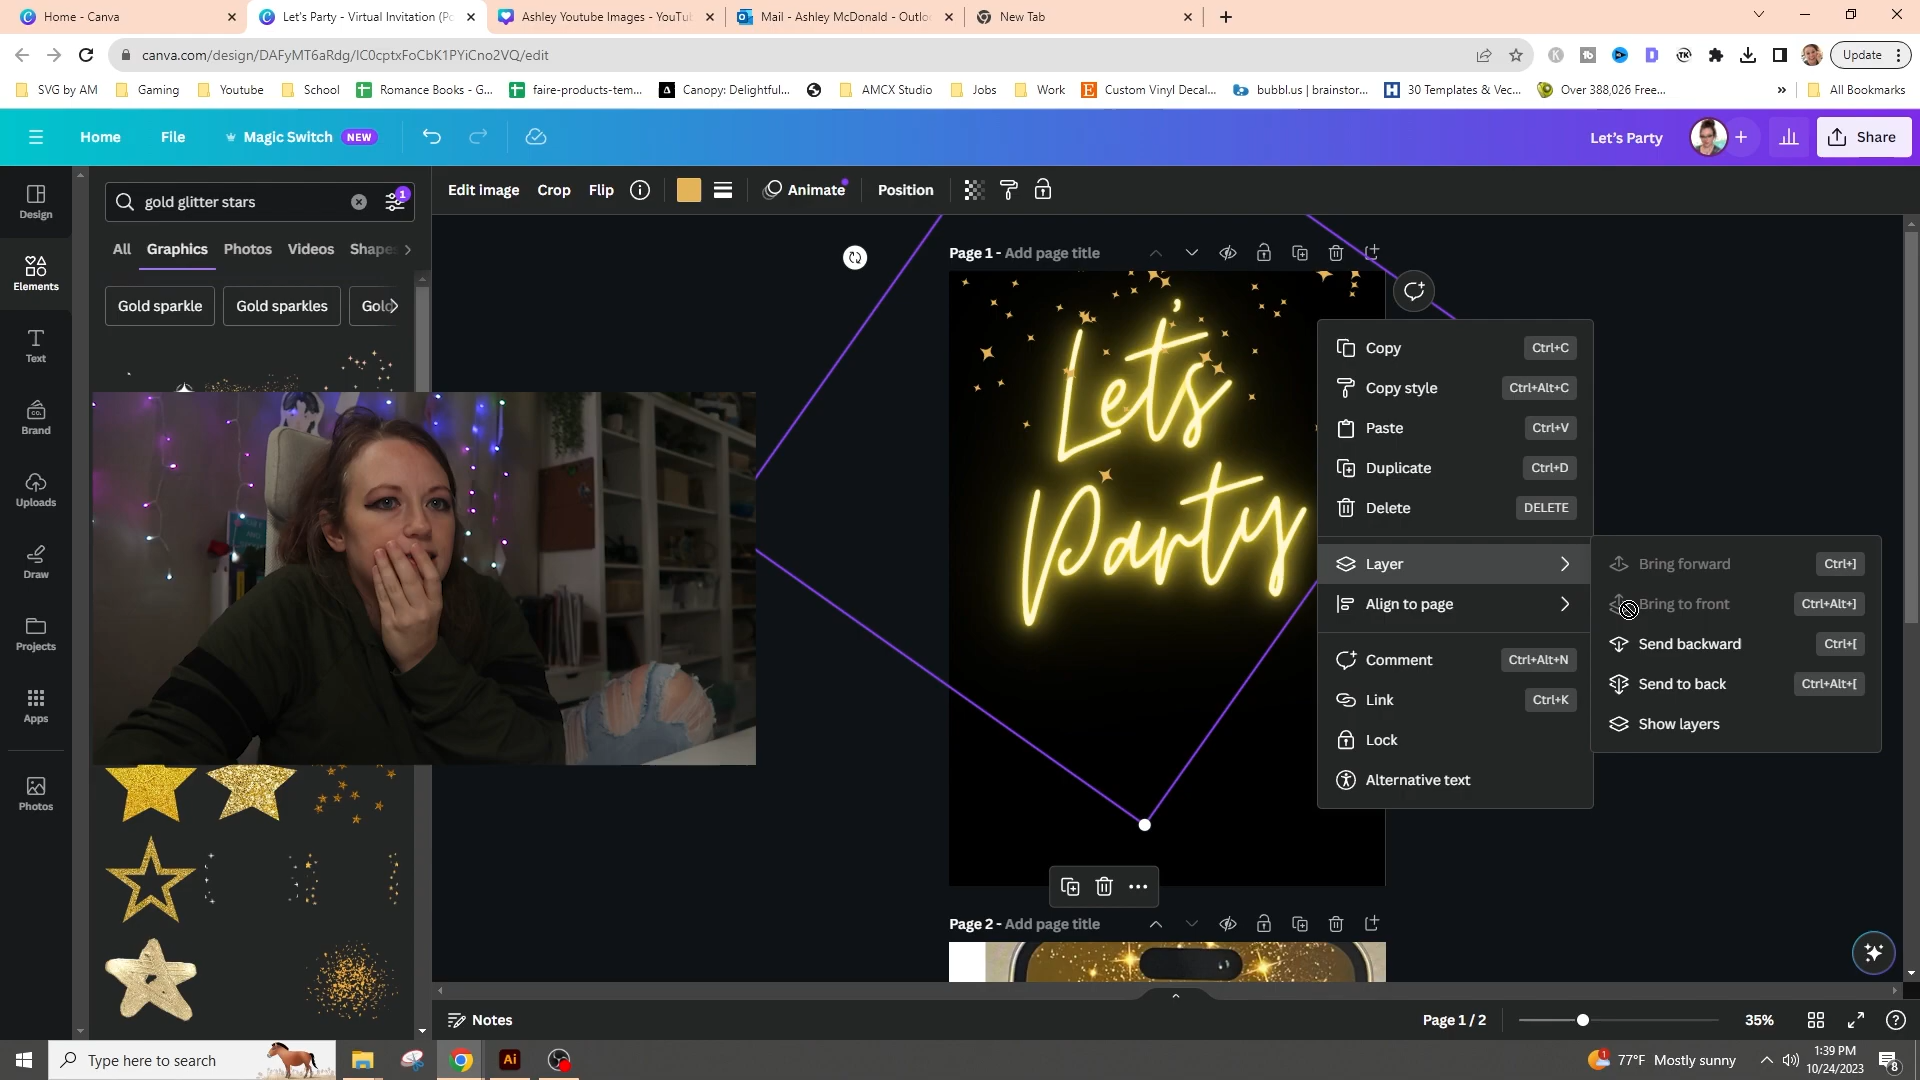 Home - Canva
Let's Party - Virtual Invitation (Po
Ashley Youtube Images - YouTu
Mail - Ashley McDonald - Outlo
New Tab
canva.com/design/DAFyMT6aRdg/IC0cptxFoCbK1PYiCno2VQ/edit
Update
SVG by AM
Gaming
Youtube
School
Romance Books - G...
faire-products-tem...
Canopy: Delightful...
AMCX Studio
Jobs
Work
Custom Vinyl Decal...
bubbl.us | brainstor...
30 Templates & Vec...
Over 388,026 Free...
»
All Bookmarks
Home
File
Magic Switch
NEW
Let's Party
Share
gold glitter stars
1
Edit image
Crop
Flip
Animate
Position
Design
Elements
Text
Brand
Uploads
Draw
Projects
Apps
Photos
All
Graphics
Photos
Videos
Shapes
Gold sparkle
Gold sparkles
Gold
Page 1 - Add page title
Let's
Party
Copy
Ctrl+C
Copy style
Ctrl+Alt+C
Paste
Ctrl+V
Duplicate
Ctrl+D
Delete
DELETE
Layer
Align to page
Comment
Ctrl+Alt+N
Link
Ctrl+K
Lock
Alternative text
Bring forward
Ctrl+]
Bring to front
Ctrl+Alt+]
Send backward
Ctrl+[
Send to back
Ctrl+Alt+[
Show layers
Page 2 - Add page title
Notes
Page 1 / 2
35%
Type here to search
Ai
1
77°F Mostly sunny
1:39 PM
10/24/2023
8